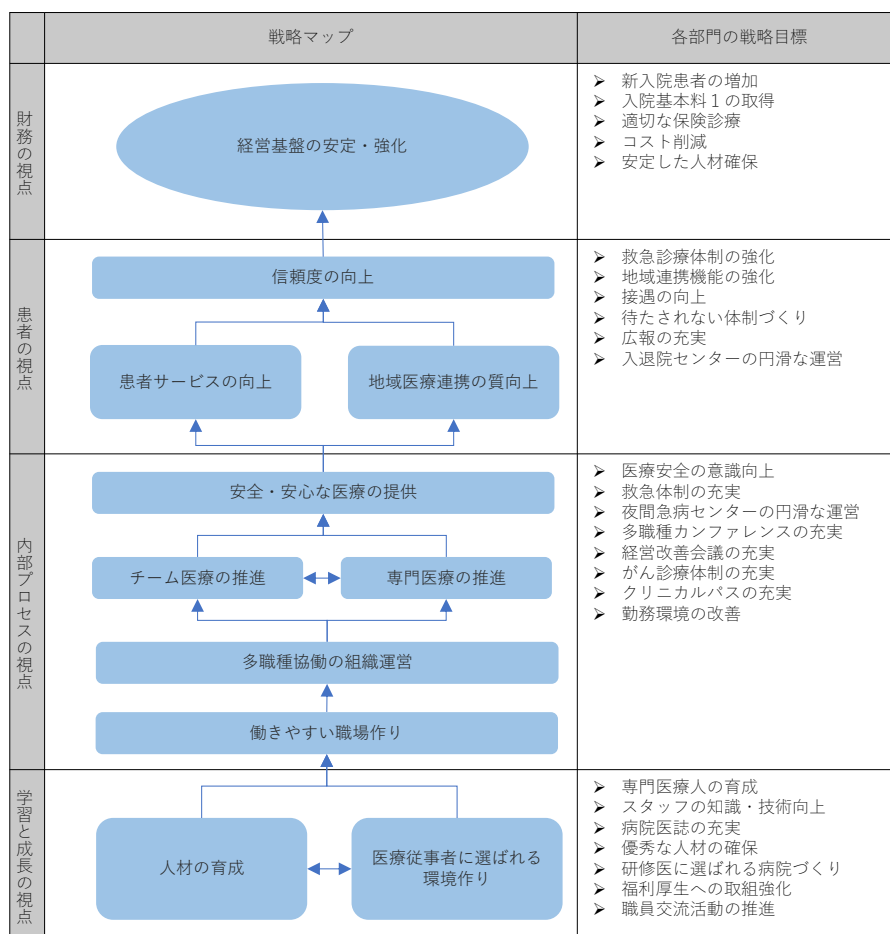 戦略マップ
各部門の戦略目標
財務の視点
経営基盤の安定・強化
➢ 新入院患者の増加
➢ 入院基本料１の取得
➢ 適切な保険診療
➢ コスト削減
➢ 安定した人材確保
患者の視点
信頼度の向上
患者サービスの向上
地域医療連携の質向上
➢ 救急診療体制の強化
➢ 地域連携機能の強化
➢ 接遇の向上
➢ 待たされない体制づくり
➢ 広報の充実
➢ 入退院センターの円滑な運営
内部プロセスの視点
安全・安心な医療の提供
チーム医療の推進
専門医療の推進
多職種協働の組織運営
働きやすい職場作り
➢ 医療安全の意識向上
➢ 救急体制の充実
➢ 夜間急病センターの円滑な運営
➢ 多職種カンファレンスの充実
➢ 経営改善会議の充実
➢ がん診療体制の充実
➢ クリニカルパスの充実
➢ 勤務環境の改善
学習と成長の視点
人材の育成
医療従事者に選ばれる
環境作り
➢ 専門医療人の育成
➢ スタッフの知識・技術向上
➢ 病院医誌の充実
➢ 優秀な人材の確保
➢ 研修医に選ばれる病院づくり
➢ 福利厚生への取組強化
➢ 職員交流活動の推進